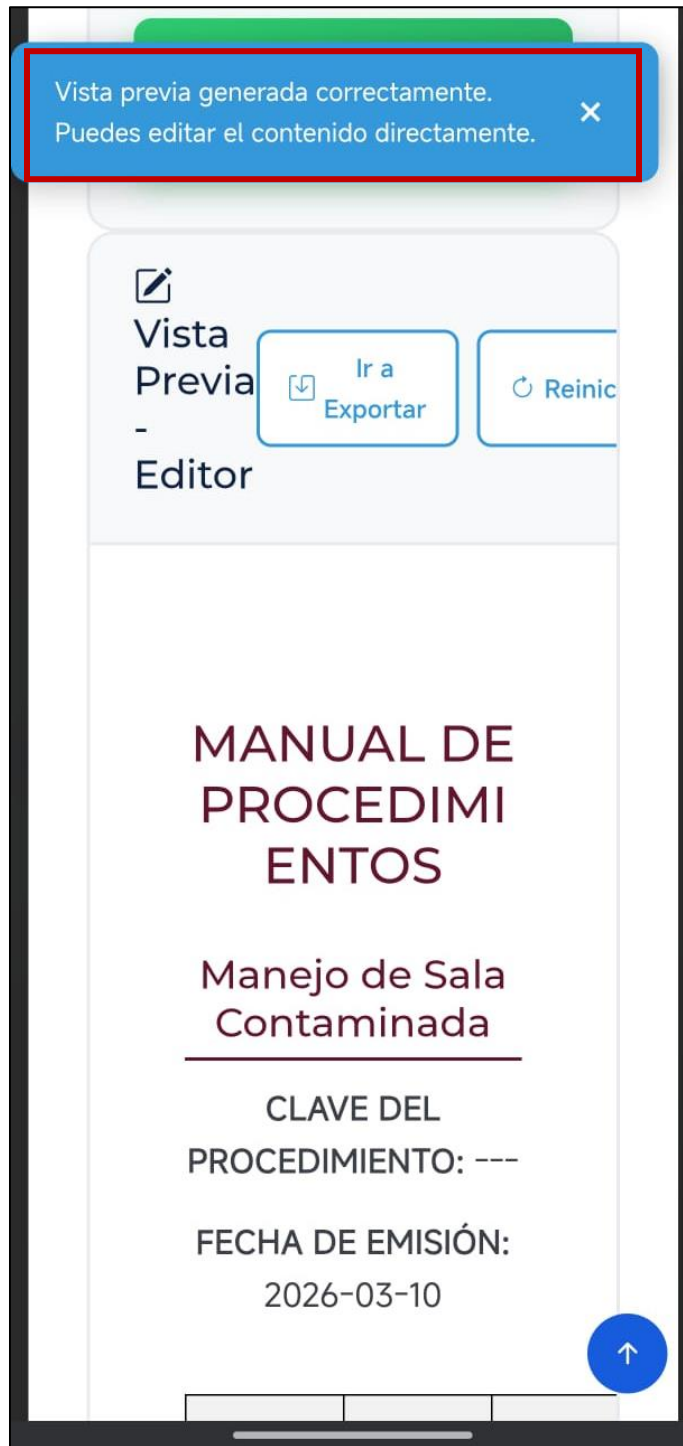 Vista previa generada correctamente.
Puedes editar el contenido directamente.
Vista
Previa
-
Editor
Ir a
Exportar
Reinic
MANUAL DE
PROCEDIMI
ENTOS
Manejo de Sala
Contaminada
CLAVE DEL
PROCEDIMIENTO: ---
FECHA DE EMISIÓN:
2026-03-10